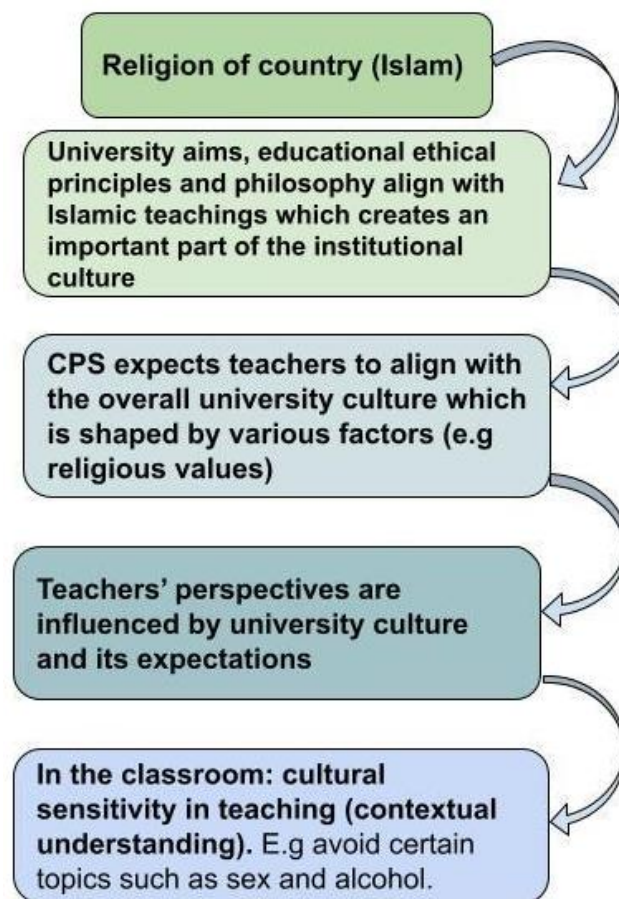 Religion of country (Islam)
University aims, educational ethical
principles and philosophy align with
Islamic teachings which creates an
important part of the institutional
culture
CPS expects teachers to align with
the overall university culture which
is shaped by various factors (e.g
religious values)
Teachers’ perspectives are
influenced by university culture
and its expectations
In the classroom: cultural
sensitivity in teaching (contextual
understanding). E.g avoid certain
topics such as sex and alcohol.